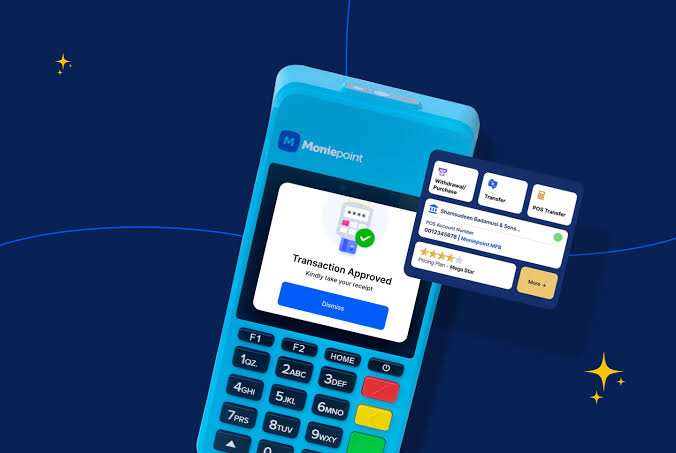 Moniepoint
Transaction Approved
Kindly take your receipt
Dismiss
F1
F2
HOME
1QZ.
2ABC
3DEF
4GHI
5JKL
6MNO
7PRS
8TUV
9WXY
Withdrawal/
Purchase
Transfer
POS Transfer
Shamsudeen Badamusi & Sons...
POS Account Number
0012345678 | Moniepoint MFB
Pricing Plan - Mega Star
More →